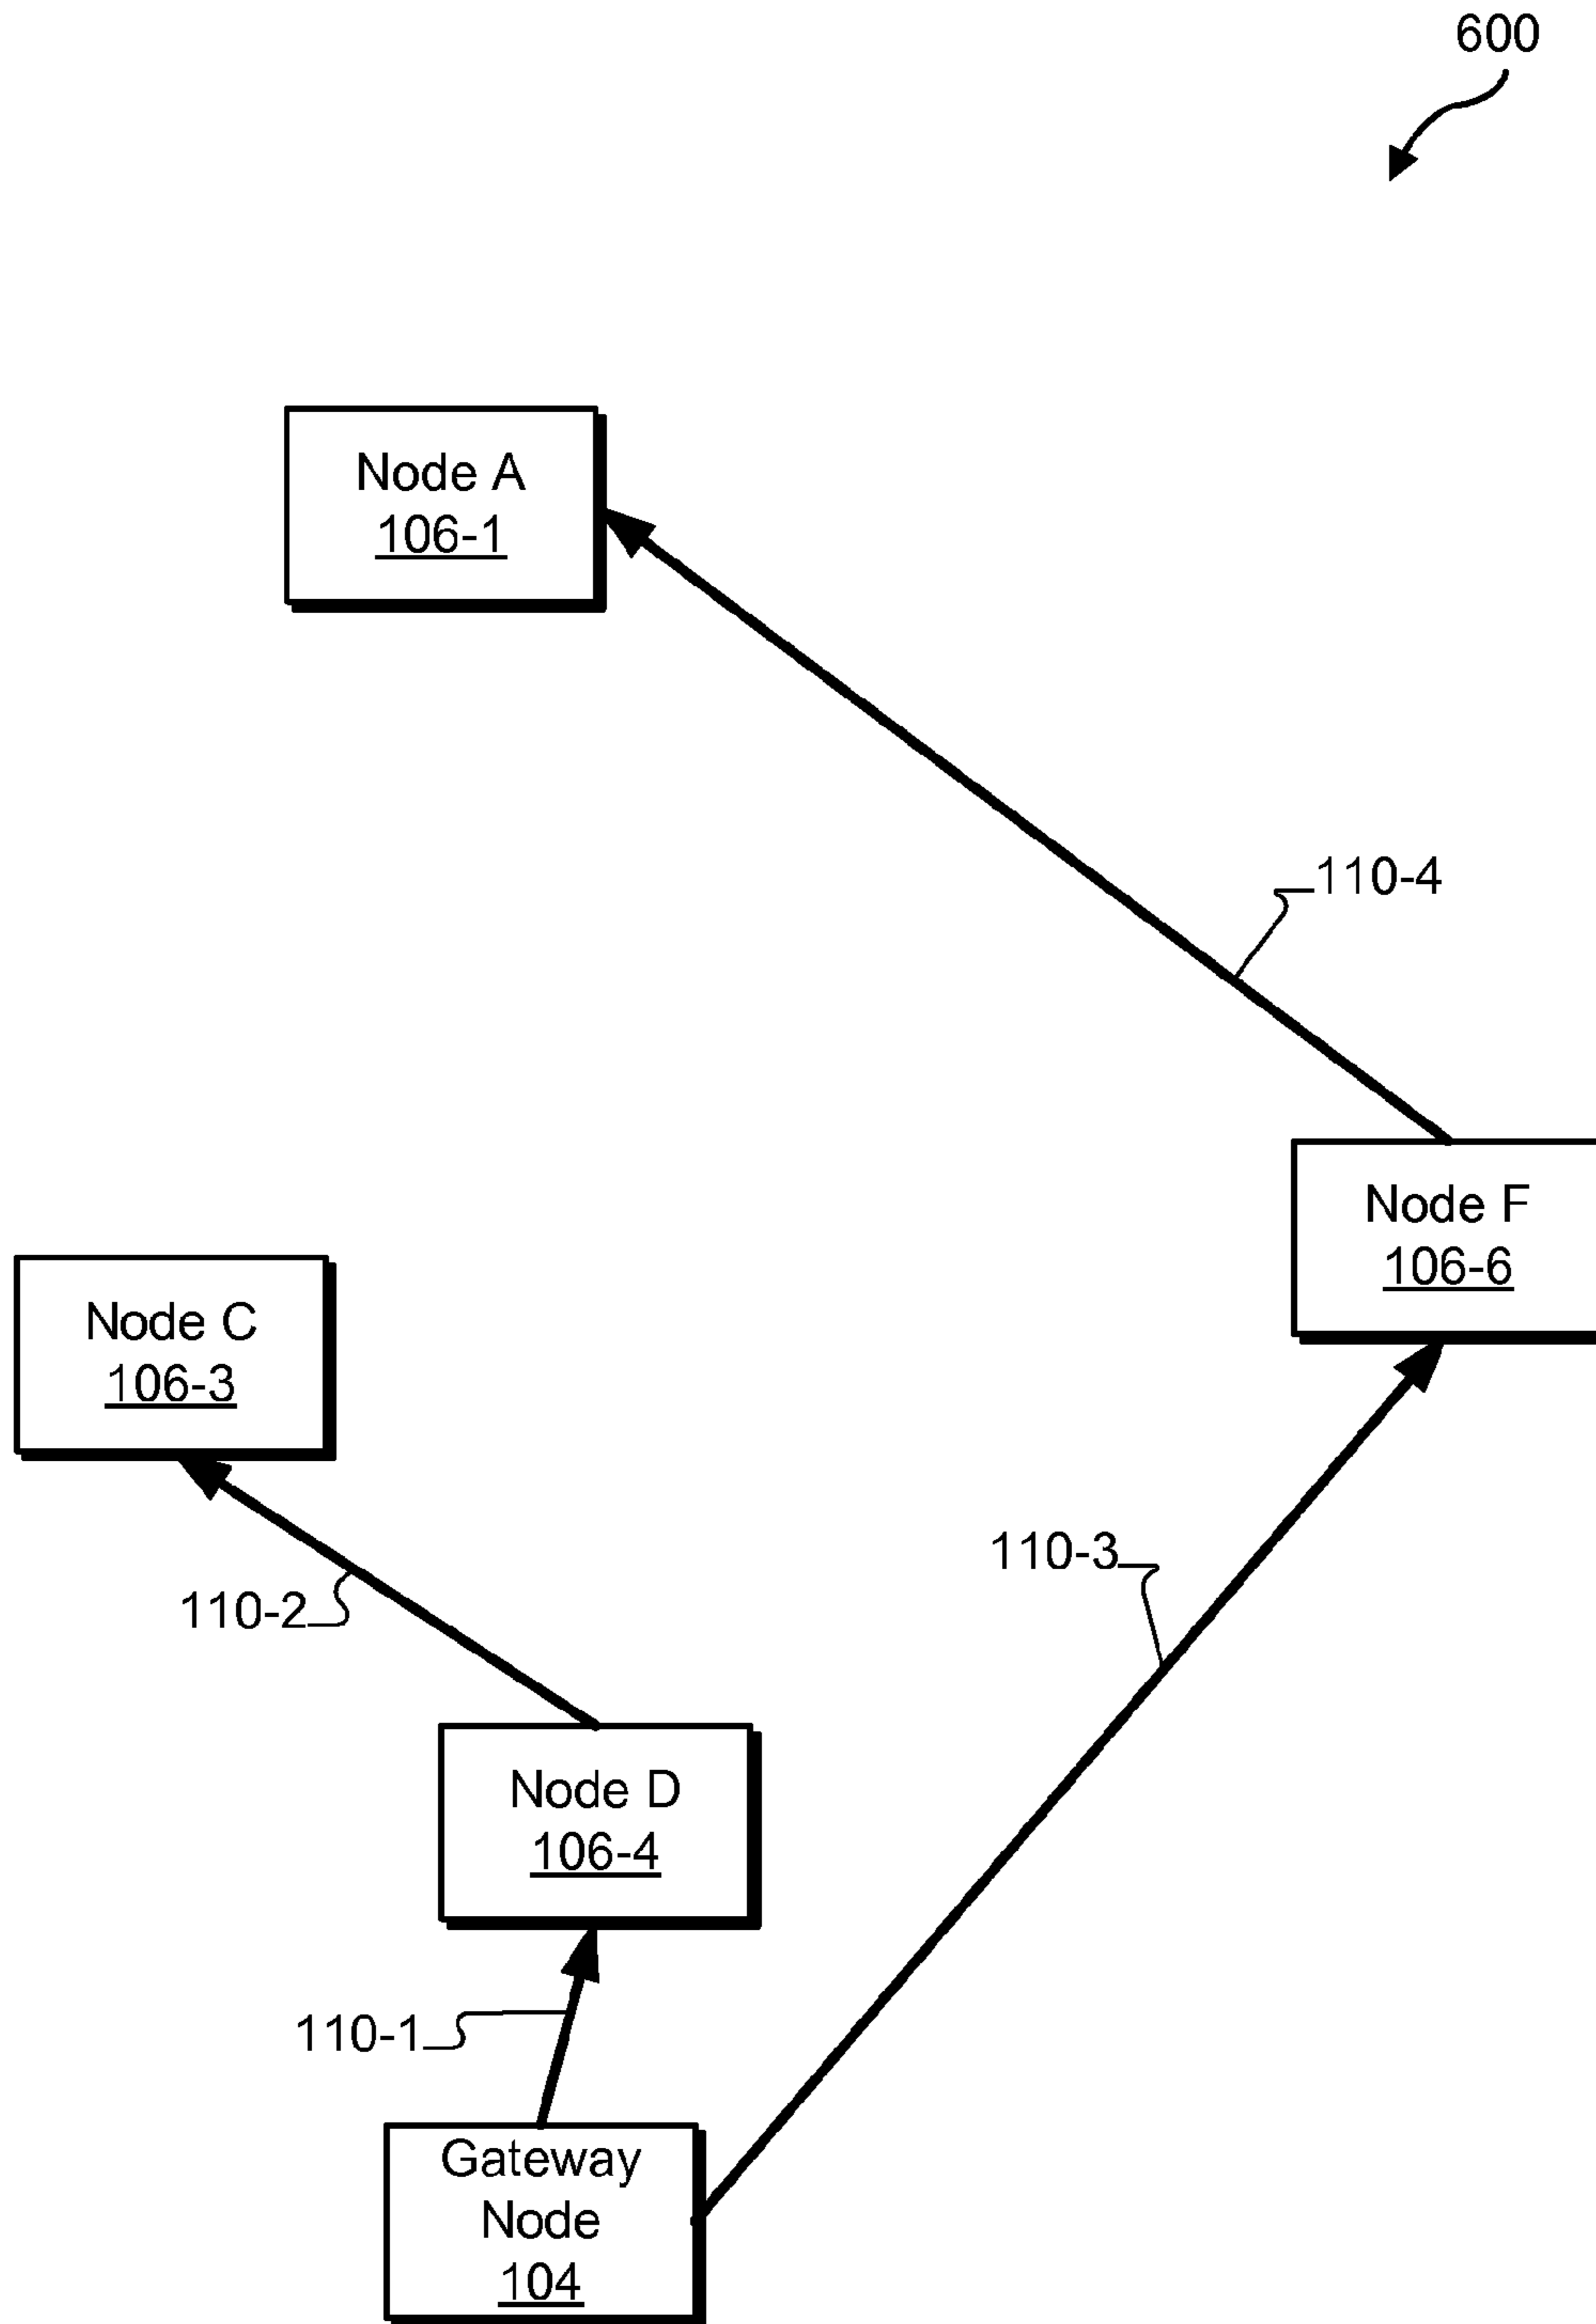 600
Node A
106-1
110-4
Node F
106-6
Node C
106-3
110-3
110-2
Node D
106-4
110-1
Gateway
Node
104